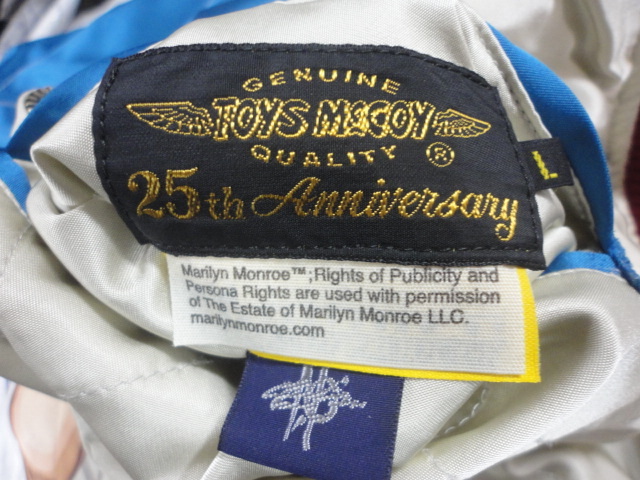 GENUINE
TOYS McCOY
QUALITY ®
25th Anniversary
L
Marilyn Monroe™;Rights of Publicity and
Persona Rights are used with permission
of The Estate of Marilyn Monroe LLC.
marilynmonroe.com